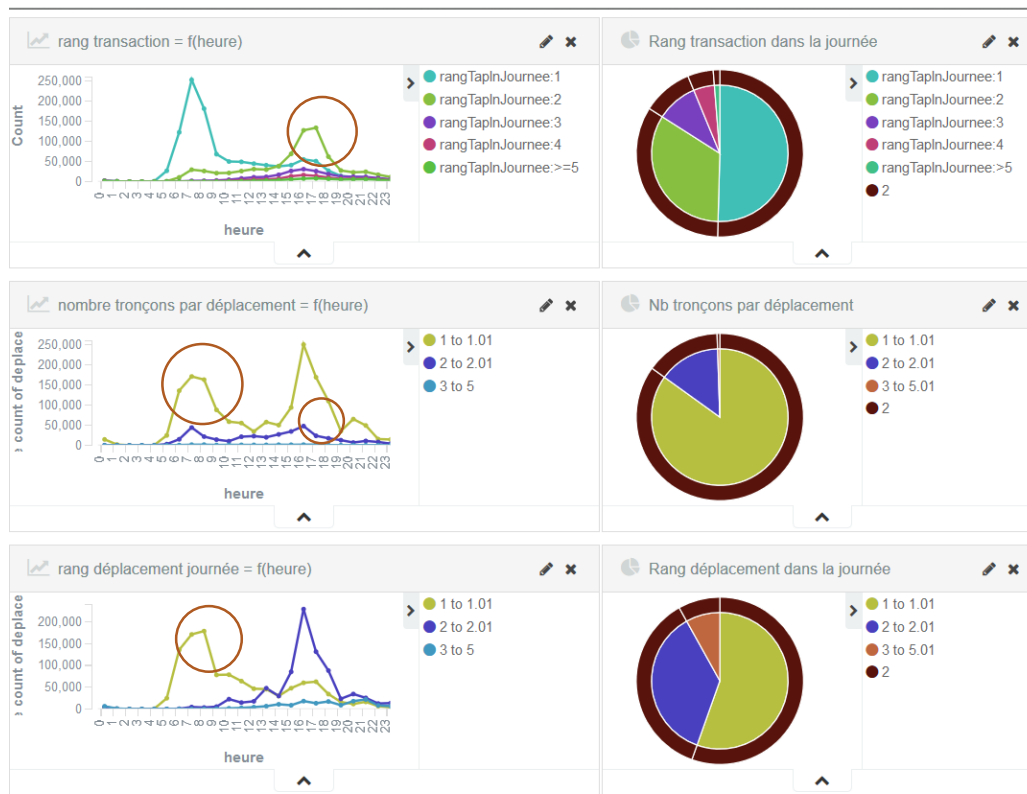 rang transaction = f(heure)
250,000
200,000
150,000
100,000
50,000
0
Count
0 1 2 3 4 5 6 7 8 9 10 11 12 13 14 15 16 17 18 19 20 21 22 23
heure
rangTapInJournee:1
rangTapInJournee:2
rangTapInJournee:3
rangTapInJournee:4
rangTapInJournee:>=5
Rang transaction dans la journée
rangTapInJournee:1
rangTapInJournee:2
rangTapInJournee:3
rangTapInJournee:4
rangTapInJournee:>5
2
nombre tronçons par déplacement = f(heure)
250,000
200,000
150,000
100,000
50,000
0
e count of deplace
0 1 2 3 4 5 6 7 8 9 10 11 12 13 14 15 16 17 18 19 20 21 22 23
heure
1 to 1.01
2 to 2.01
3 to 5
Nb tronçons par déplacement
1 to 1.01
2 to 2.01
3 to 5.01
2
rang déplacement journée = f(heure)
200,000
150,000
100,000
50,000
0
e count of deplace
0 1 2 3 4 5 6 7 8 9 10 11 12 13 14 15 16 17 18 19 20 21 22 23
heure
1 to 1.01
2 to 2.01
3 to 5
Rang déplacement dans la journée
1 to 1.01
2 to 2.01
3 to 5.01
2